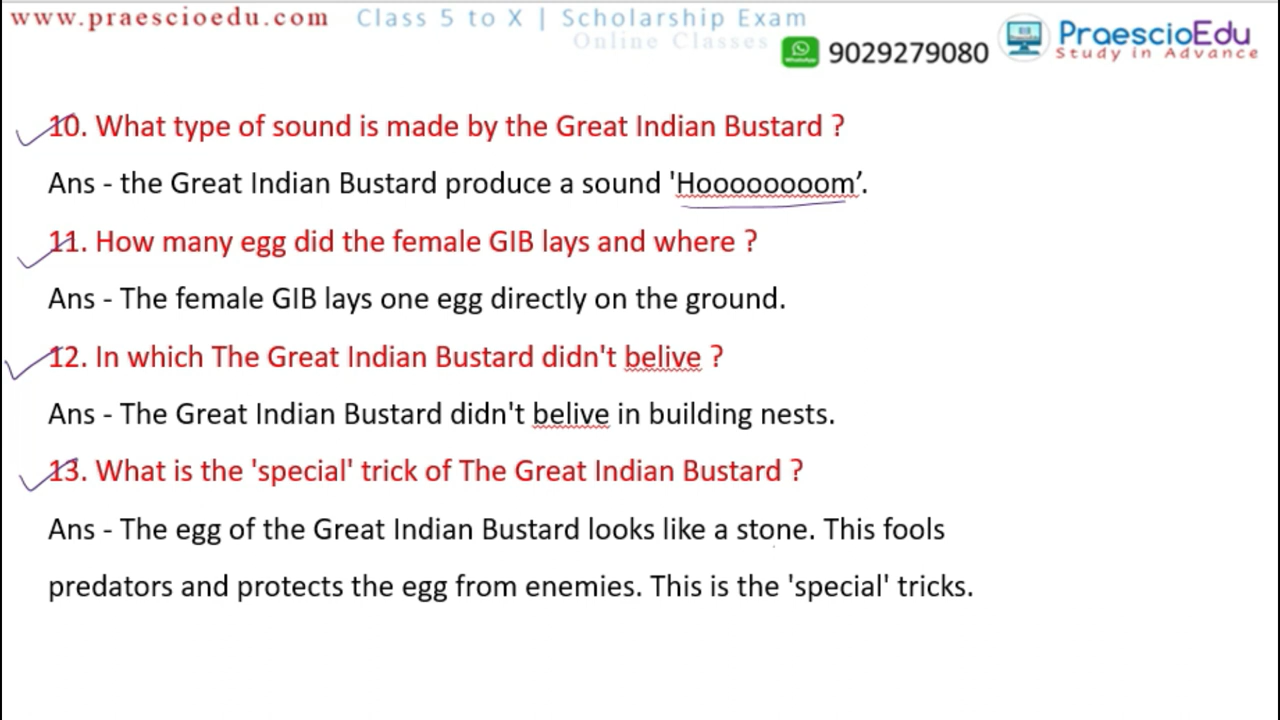 www.praescioedu.com Class 5 to X | Scholarship Exam
Online Classes
9029279080
PraescioEdu
Study in Advance
10. What type of sound is made by the Great Indian Bustard ?
Ans - the Great Indian Bustard produce a sound 'Hoooooooom’.
11. How many egg did the female GIB lays and where ?
Ans - The female GIB lays one egg directly on the ground.
12. In which The Great Indian Bustard didn't belive ?
Ans - The Great Indian Bustard didn't belive in building nests.
13. What is the 'special' trick of The Great Indian Bustard ?
Ans - The egg of the Great Indian Bustard looks like a stone. This fools
predators and protects the egg from enemies. This is the 'special' tricks.